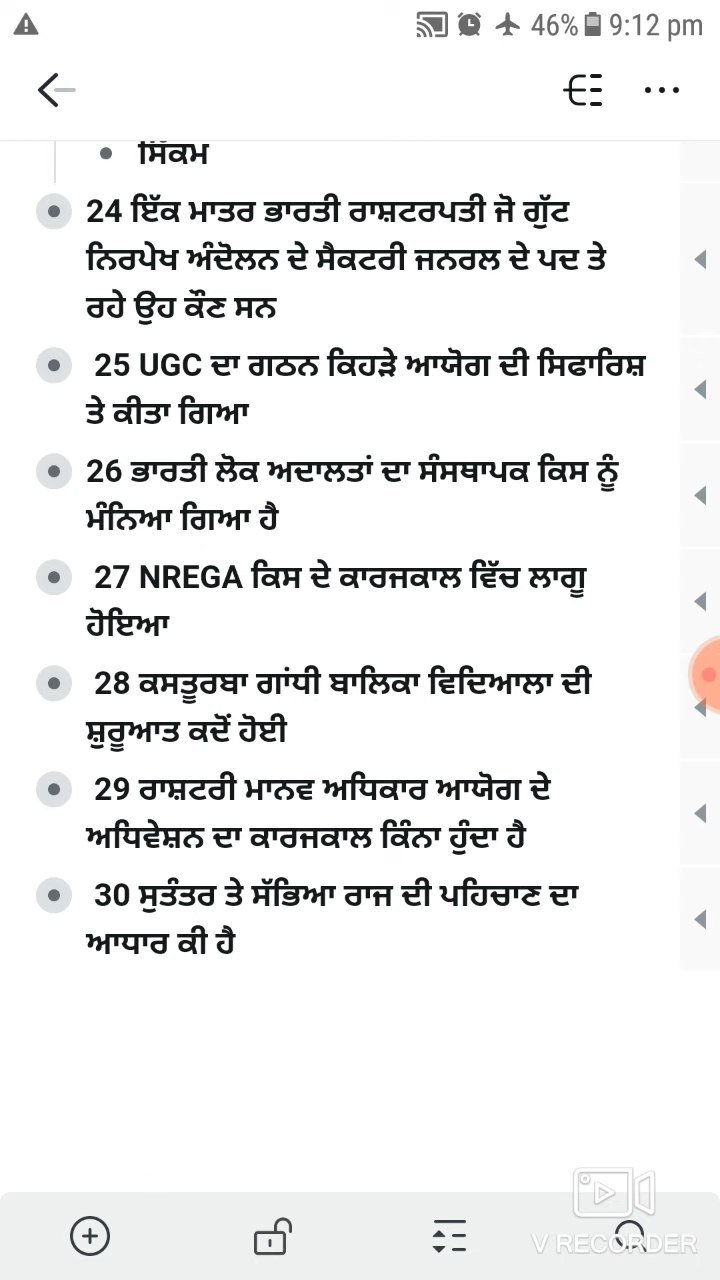 46% 9:12 pm
ਸਿੱਕਮ
24 ਇੱਕ ਮਾਤਰ ਭਾਰਤੀ ਰਾਸ਼ਟਰਪਤੀ ਜੋ ਗੁੱਟ
ਨਿਰਪੇਖ ਅੰਦੋਲਨ ਦੇ ਸੈਕਟਰੀ ਜਨਰਲ ਦੇ ਪਦ ਤੇ
ਰਹੇ ਉਹ ਕੌਣ ਸਨ
25 UGC ਦਾ ਗਠਨ ਕਿਹੜੇ ਆਯੋਗ ਦੀ ਸਿਫਾਰਿਸ਼
ਤੇ ਕੀਤਾ ਗਿਆ
26 ਭਾਰਤੀ ਲੋਕ ਅਦਾਲਤਾਂ ਦਾ ਸੰਸਥਾਪਕ ਕਿਸ ਨੂੰ
ਮੰਨਿਆ ਗਿਆ ਹੈ
27 NREGA ਕਿਸ ਦੇ ਕਾਰਜਕਾਲ ਵਿੱਚ ਲਾਗੂ
ਹੋਇਆ
28 ਕਸਤੂਰਬਾ ਗਾਂਧੀ ਬਾਲਿਕਾ ਵਿਦਿਆਲਾ ਦੀ
ਸ਼ੁਰੂਆਤ ਕਦੋਂ ਹੋਈ
29 ਰਾਸ਼ਟਰੀ ਮਾਨਵ ਅਧਿਕਾਰ ਆਯੋਗ ਦੇ
ਅਧਿਵੇਸ਼ਨ ਦਾ ਕਾਰਜਕਾਲ ਕਿੰਨਾ ਹੁੰਦਾ ਹੈ
30 ਸੁਤੰਤਰ ਤੇ ਸੱਭਿਆ ਰਾਜ ਦੀ ਪਹਿਚਾਣ ਦਾ
ਆਧਾਰ ਕੀ ਹੈ
V RECORDER